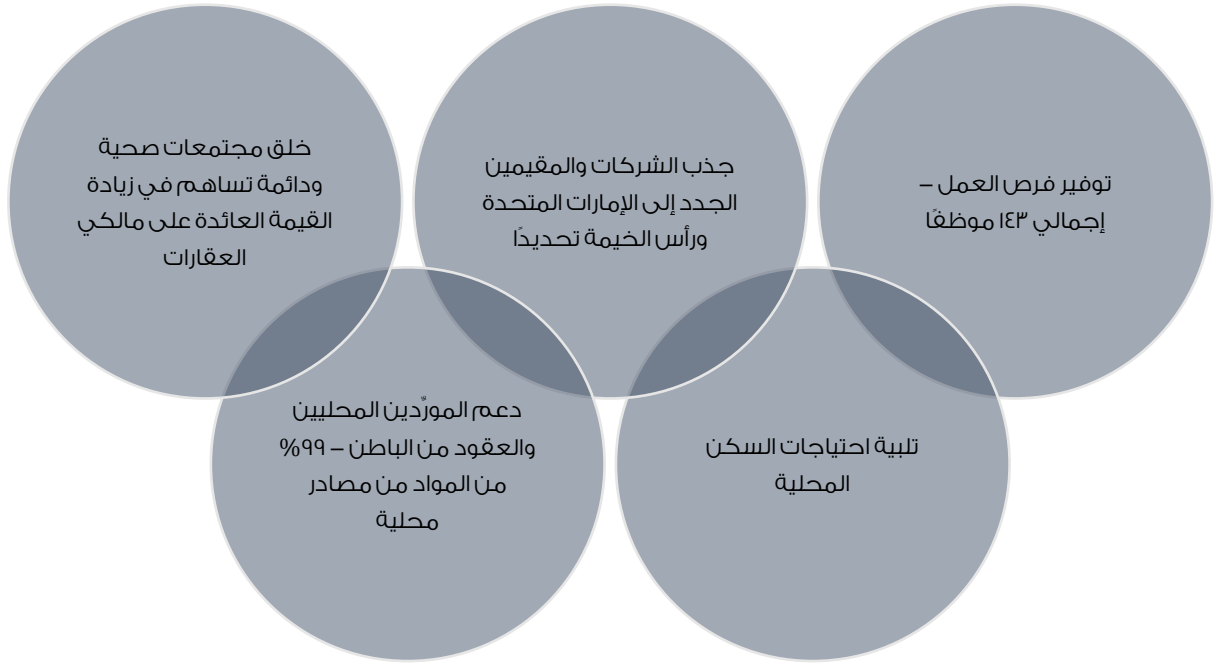 توفير فرص العمل –
إجمالي ١٤٣ موظفًا
جذب الشركات والمقيمين
الجدد إلى الإمارات المتحدة
ورأس الخيمة تحديدًا
خلق مجتمعات صحية
ودائمة تساهم في زيادة
القيمة العائدة على مالكي
العقارات
تلبية احتياجات السكن
المحلية
دعم المورّدين المحليين
والعقود من الباطن – ٩٩%
من المواد من مصادر
محلية